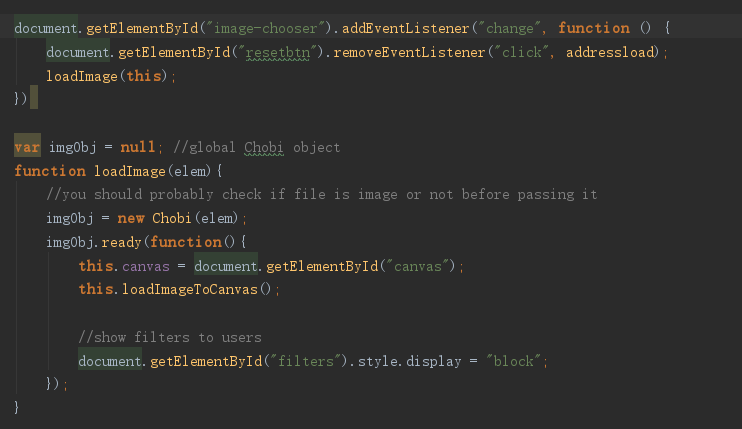 document.getElementById("image-chooser").addEventListener("change", function () {
    document.getElementById("resetbtn").removeEventListener("click", addressload);
    loadImage(this);
})
var imgObj = null; //global Chobi object
function loadImage(elem){
    //you should probably check if file is image or not before passing it
    imgObj = new Chobi(elem);
    imgObj.ready(function(){
        this.canvas = document.getElementById("canvas");
        this.loadImageToCanvas();
        //show filters to users
        document.getElementById("filters").style.display = "block";
    });
}